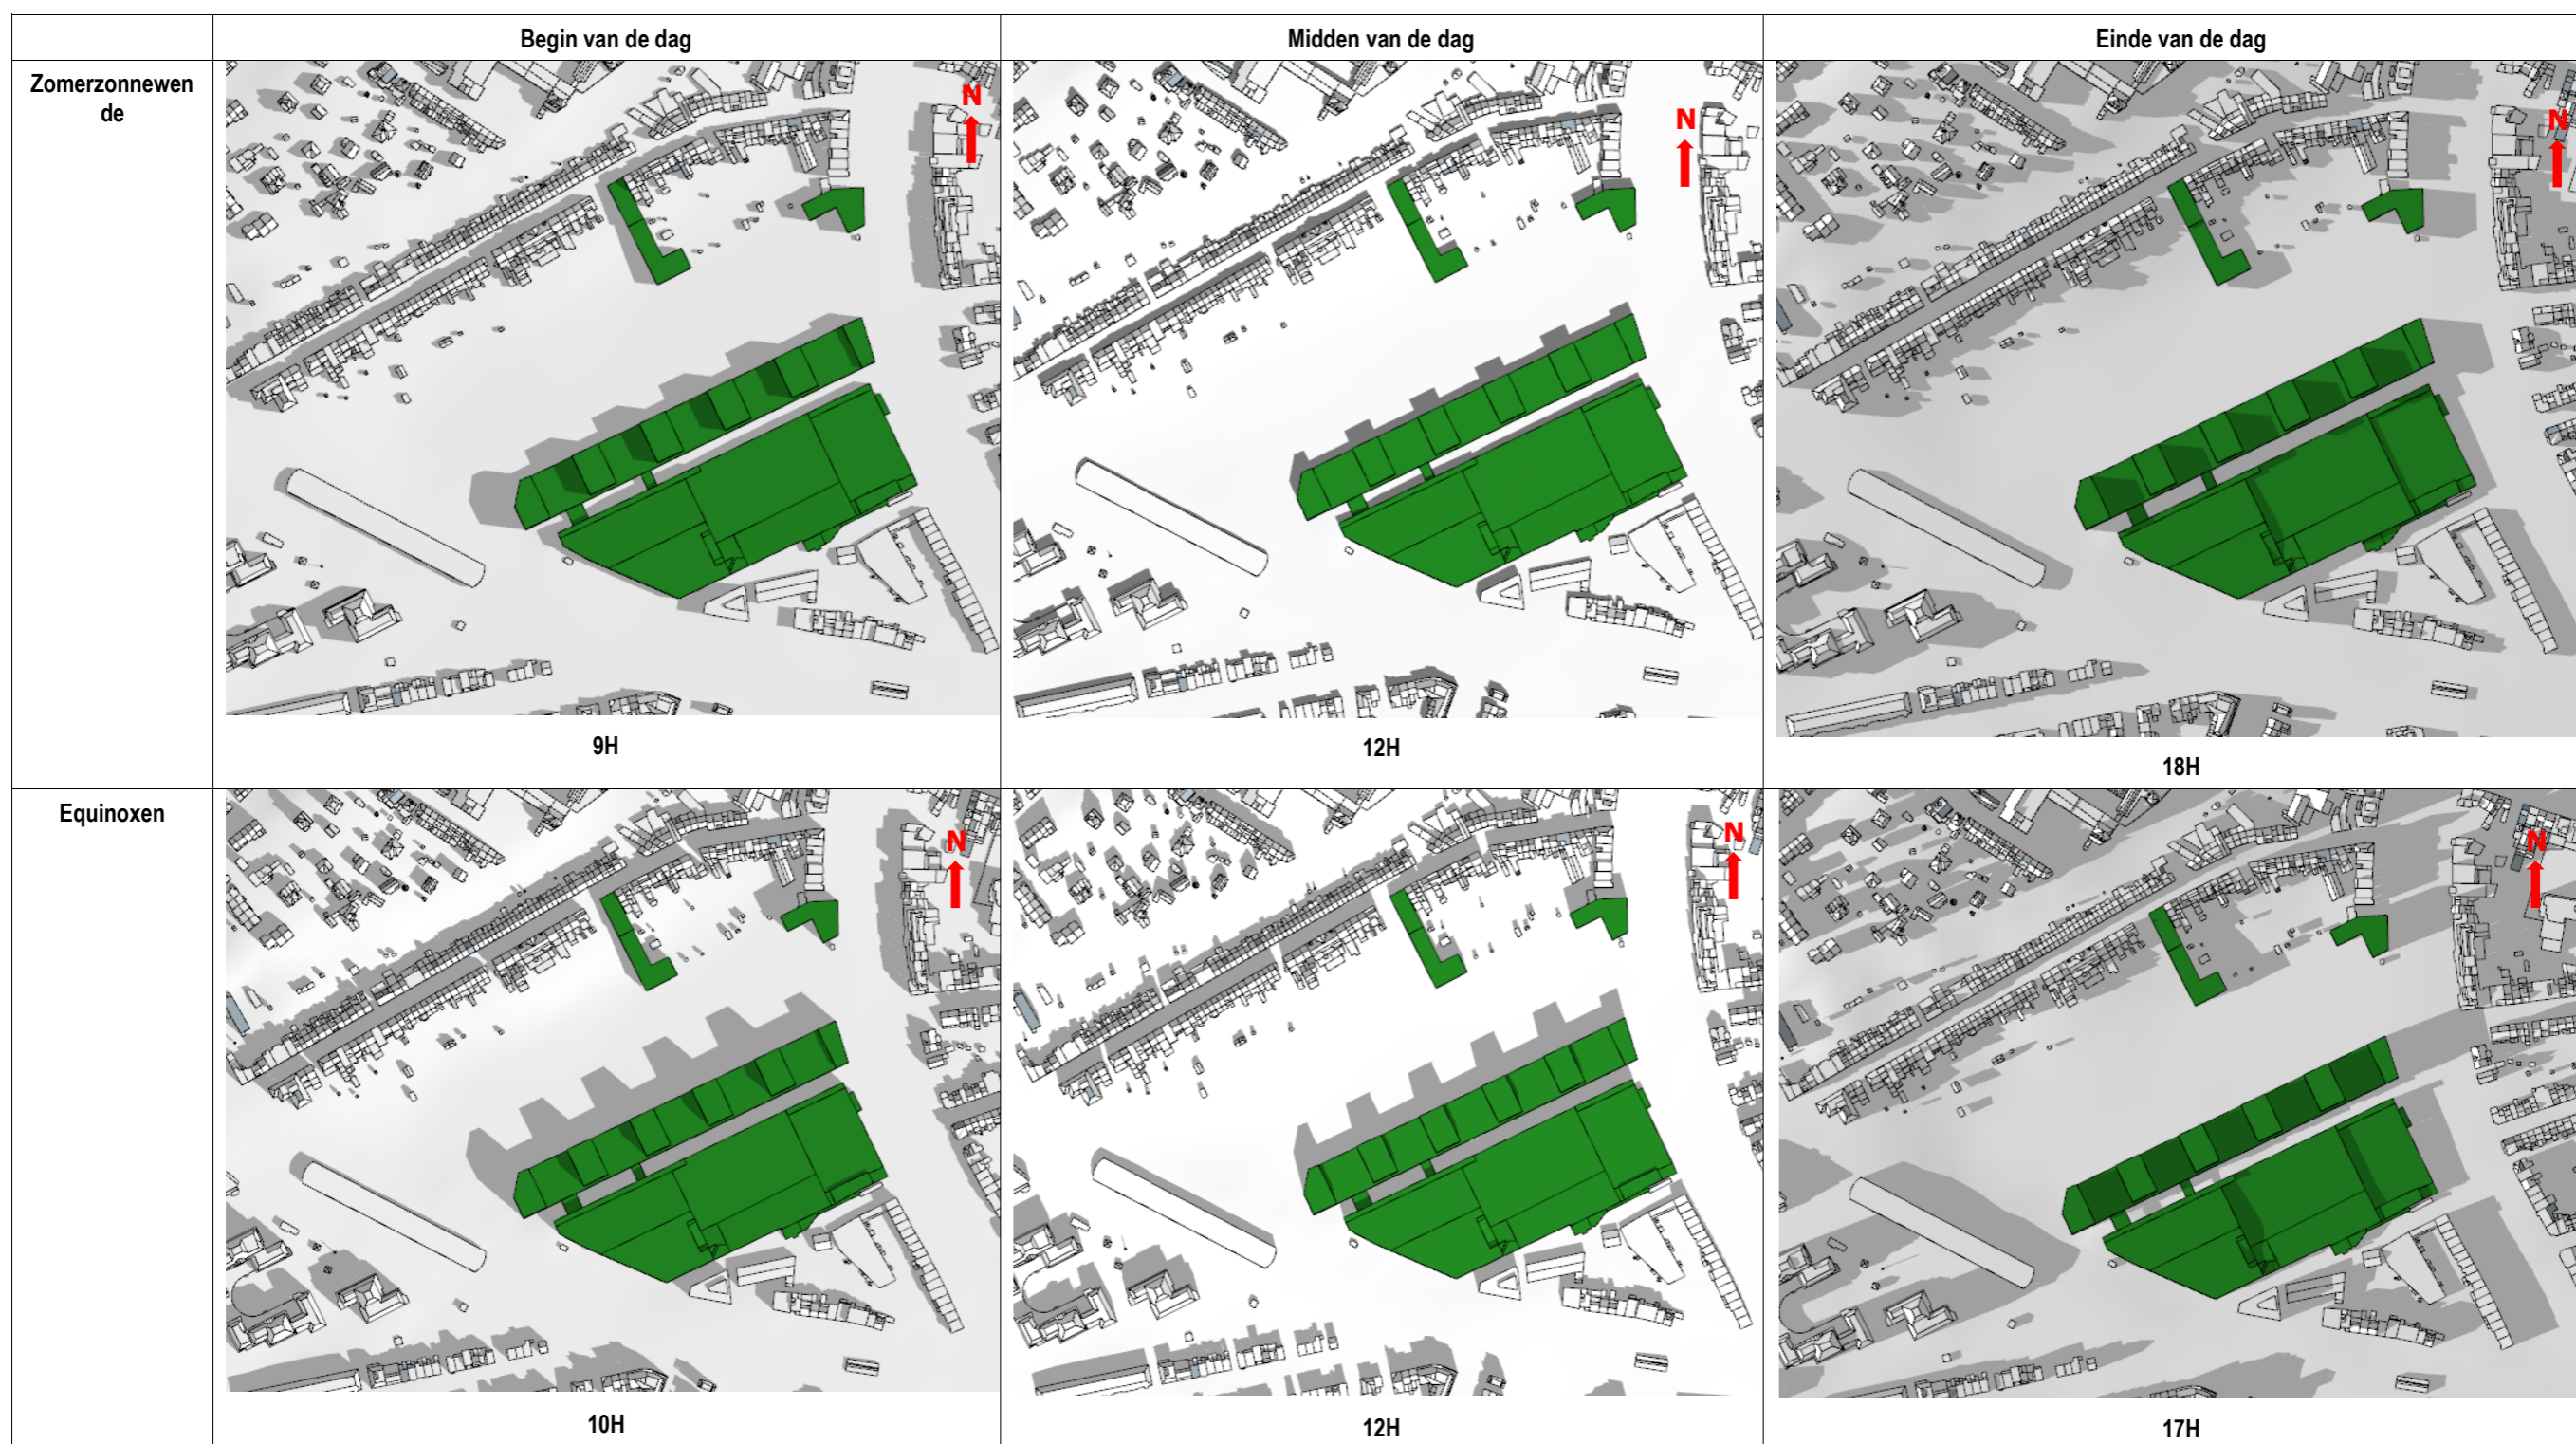 Begin van de dag
Midden van de dag
Einde van de dag
Zomerzonnewen
de
N
N
N
9H
12H
18H
Equinoxen
N
N
N
10H
12H
17H